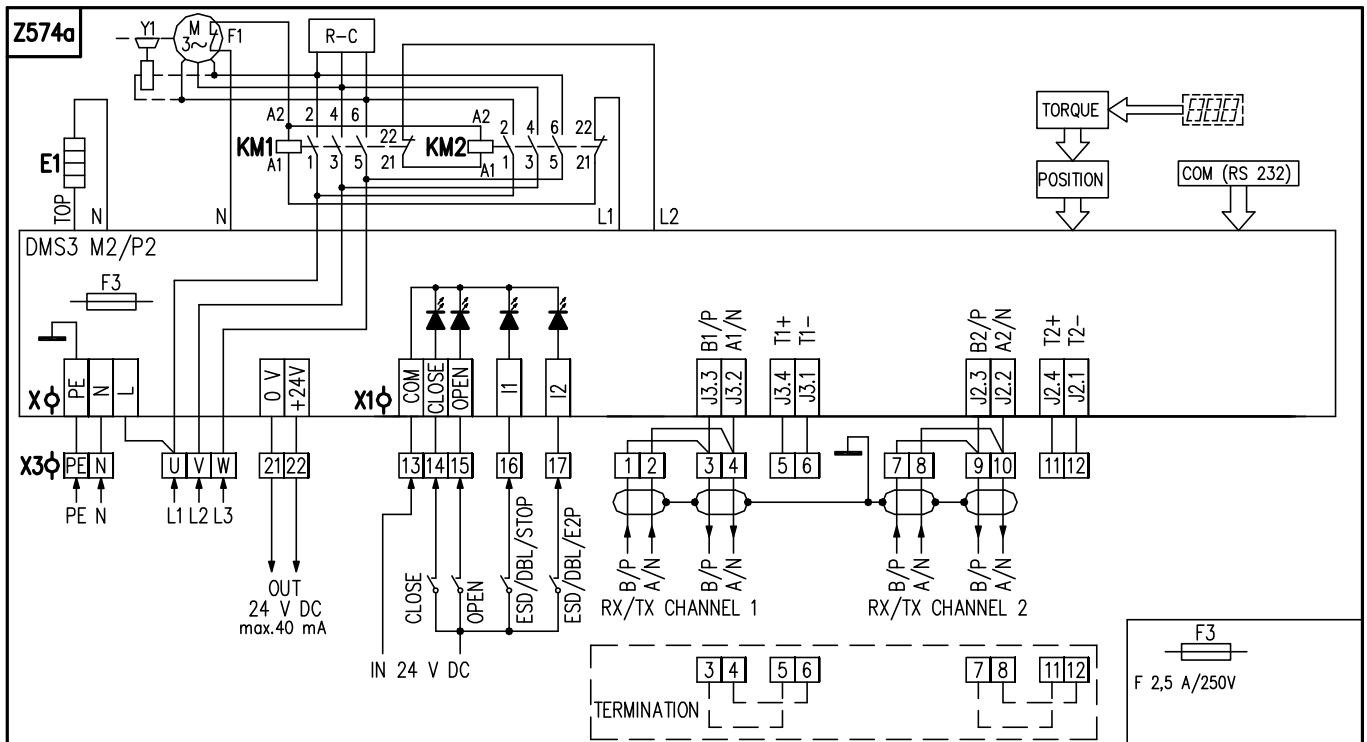 Z574a
Y1
M
3~
F1
R-C
A2 2 4 6
22
A2
2 4 6
22
KM1
A1
1 3 5
21
KM2
A1
1 3 5
21
E1
TOP
N
N
L1
L2
TORQUE
POSITION
COM (RS 232)
DMS3 M2/P2
F3
X
PE
N
L
0 V
+24V
X1
COM
CLOSE
OPEN
I1
I2
B1/P
A1/N
T1+
T1-
B2/P
A2/N
T2+
T2-
J3.3
J3.2
J3.4
J3.1
J2.3
J2.2
J2.4
J2.1
X3
PE N
U V W
21 22
13 14 15
16
17
1 2
3 4
5 6
7 8
9 10
11 12
PE N
L1 L2 L3
OUT
24 V DC
max.40 mA
CLOSE
OPEN
ESD/DBL/STOP
ESD/DBL/E2P
IN 24 V DC
B/P
A/N
B/P
A/N
RX/TX CHANNEL 1
B/P
A/N
B/P
A/N
RX/TX CHANNEL 2
TERMINATION
3 4
5 6
7 8
11 12
F3
F 2,5 A/250V